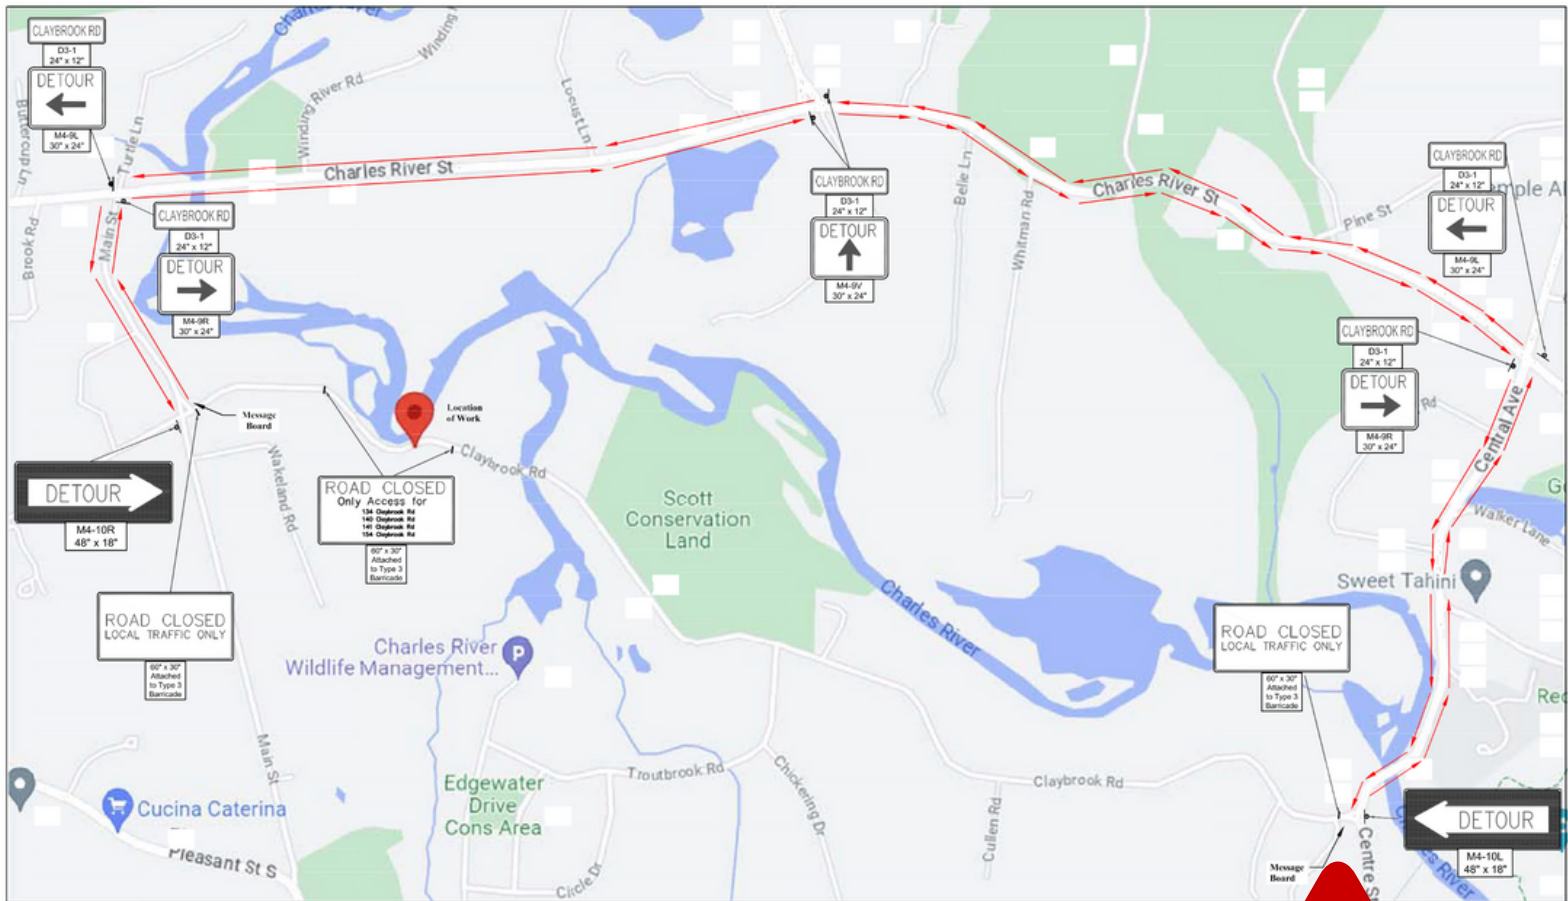 CLAYBROOK RD
D3-1
24" x 12"
DETOUR
M4-9L
30" x 24"
Buttercup Ln
Turtle Ln
Charles River
Winding River Rd
Winding
Locust Ln
Charles River St
Brook Rd
Main St
CLAYBROOK RD
D3-1
24" x 12"
DETOUR
M4-9R
30" x 24"
CLAYBROOK RD
D3-1
24" x 12"
DETOUR
M4-9V
30" x 24"
Belle Ln
Whitman Rd
Charles River St
Pine St
CLAYBROOK RD
D3-1
24" x 12"
DETOUR
M4-9L
30" x 24"
emple
CLAYBROOK RD
D3-1
24" x 12"
DETOUR
M4-9R
30" x 24"
Rd
Central Ave
Walker Lane
Message
Board
Location
of Work
Claybrook Rd
Wakeland Rd
DETOUR
M4-10R
48" x 18"
ROAD CLOSED
Only Access for
134 Claybrook Rd
140 Claybrook Rd
141 Claybrook Rd
154 Claybrook Rd
60" x 30"
Attached
to Type 3
Barricade
Scott
Conservation
Land
Sweet Tahini
ROAD CLOSED
LOCAL TRAFFIC ONLY
60" x 30"
Attached
to Type 3
Barricade
Charles River
Wildlife Management...
P
Charles River
ROAD CLOSED
LOCAL TRAFFIC ONLY
60" x 30"
Attached
to Type 3
Barricade
Rec
Main St
Troutbrook Rd
Chickering Dr
Claybrook Rd
Cullen Rd
Edgewater
Drive
Cons Area
Cucina Caterina
Pleasant St S
Circle Dr
DETOUR
M4-10L
48" x 18"
Message
Board
Centre St
River